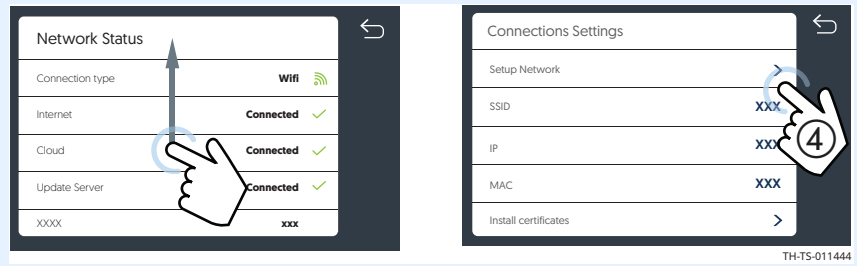 Network Status
Connection type Wifi
Internet Connected
Cloud Connected
Update Server Connected
XXXX xxx
Connections Settings
Setup Network
SSID XXX
IP XXX
MAC XXX
Install certificates
4
TH-TS-011444